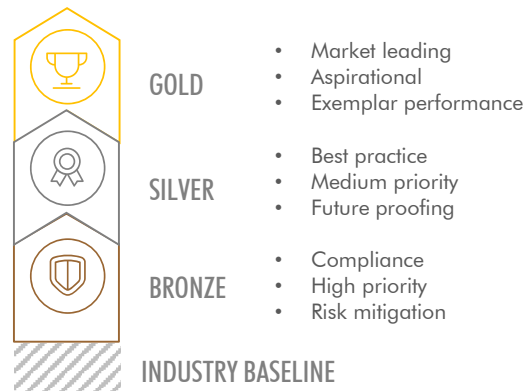 GOLD
• Market leading
• Aspirational
• Exemplar performance
SILVER
• Best practice
• Medium priority
• Future proofing
BRONZE
• Compliance
• High priority
• Risk mitigation
INDUSTRY BASELINE